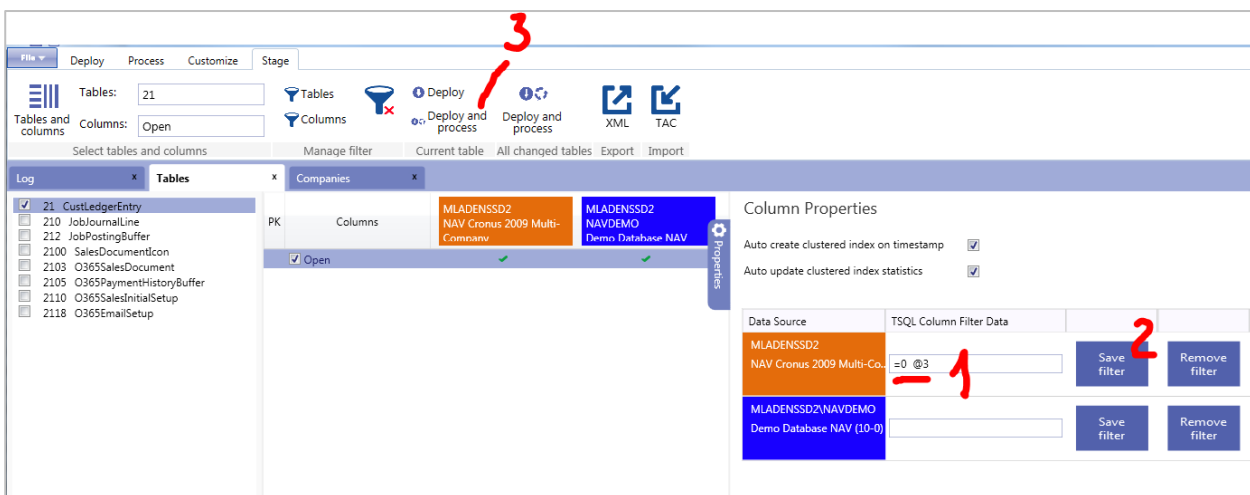 3
File
Deploy
Process
Customize
Stage
Tables and columns
Tables:
21
Columns:
Open
Select tables and columns
Tables
Columns
Manage filter
Deploy
Deploy and process
Current table
Deploy and process
All changed tables
XML
Export
TAC
Import
Log x
Tables x
Companies x
21 CustLedgerEntry
210 JobJournalLine
212 JobPostingBuffer
2100 SalesDocumentIcon
2103 O365SalesDocument
2105 O365PaymentHistoryBuffer
2110 O365SalesInitialSetup
2118 O365EmailSetup
PK
Columns
MLADENSSD2
NAV Cronus 2009 Multi-
Company
MLADENSSD2
NAVDEMO
Demo Database NAV
Open
Properties
Column Properties
Auto create clustered index on timestamp
Auto update clustered index statistics
Data Source
TSQL Column Filter Data
2
MLADENSSD2
NAV Cronus 2009 Multi-Co..
=0 @3
1
Save
filter
Remove
filter
MLADENSSD2\NAVDEMO
Demo Database NAV (10-0)
Save
filter
Remove
filter